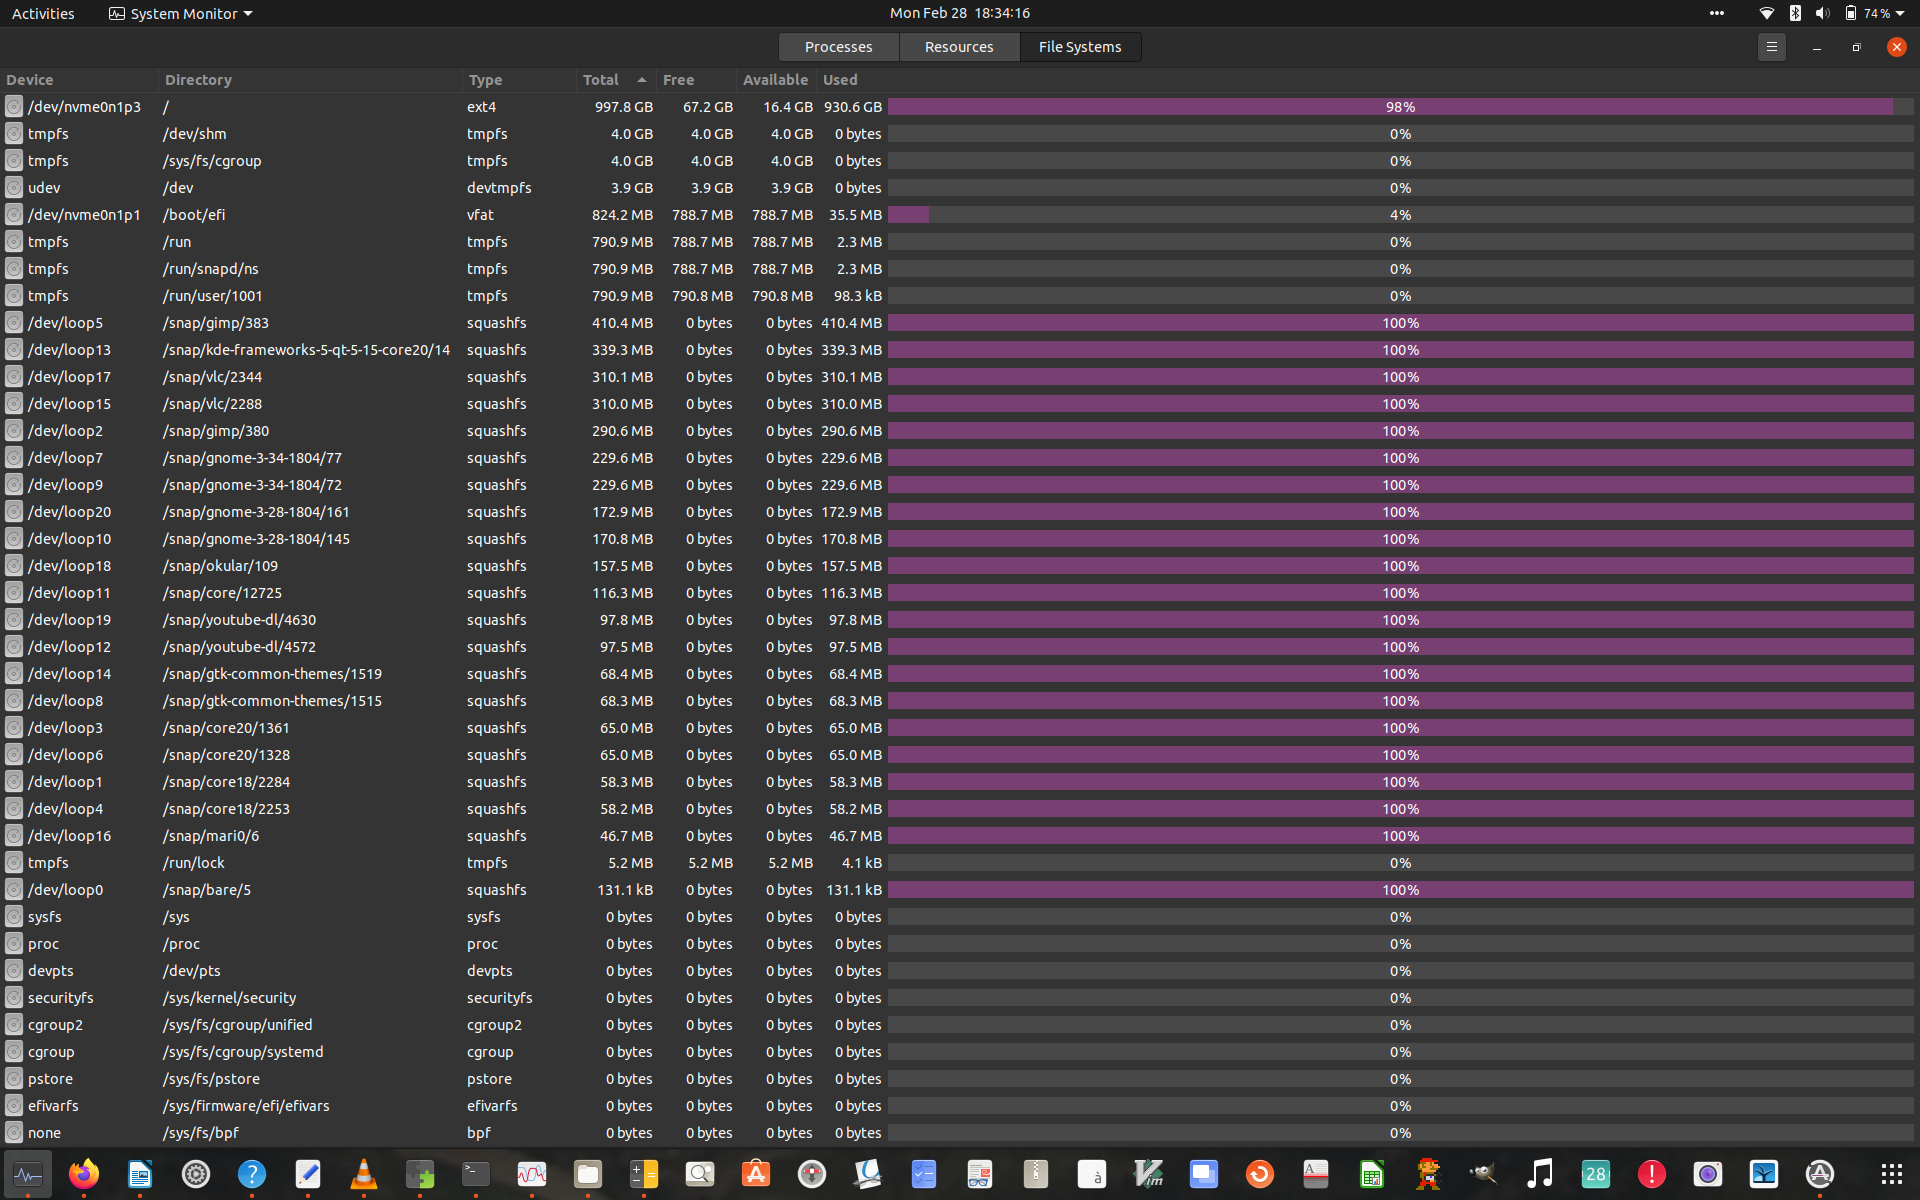 Activities System Monitor Mon Feb 28 18:34:16 74%
Processes Resources File Systems
Device Directory Type Total Free Available Used
/dev/nvme0n1p3 / ext4 997.8 GB 67.2 GB 16.4 GB 930.6 GB 98%
tmpfs /dev/shm tmpfs 4.0 GB 4.0 GB 4.0 GB 0 bytes 0%
tmpfs /sys/fs/cgroup tmpfs 4.0 GB 4.0 GB 4.0 GB 0 bytes 0%
udev /dev devtmpfs 3.9 GB 3.9 GB 3.9 GB 0 bytes 0%
/dev/nvme0n1p1 /boot/efi vfat 824.2 MB 788.7 MB 788.7 MB 35.5 MB 4%
tmpfs /run tmpfs 790.9 MB 788.7 MB 788.7 MB 2.3 MB 0%
tmpfs /run/snapd/ns tmpfs 790.9 MB 788.7 MB 788.7 MB 2.3 MB 0%
tmpfs /run/user/1001 tmpfs 790.9 MB 790.8 MB 790.8 MB 98.3 kB 0%
/dev/loop5 /snap/gimp/383 squashfs 410.4 MB 0 bytes 0 bytes 410.4 MB 100%
/dev/loop13 /snap/kde-frameworks-5-qt-5-15-core20/14 squashfs 339.3 MB 0 bytes 0 bytes 339.3 MB 100%
/dev/loop17 /snap/vlc/2344 squashfs 310.1 MB 0 bytes 0 bytes 310.1 MB 100%
/dev/loop15 /snap/vlc/2288 squashfs 310.0 MB 0 bytes 0 bytes 310.0 MB 100%
/dev/loop2 /snap/gimp/380 squashfs 290.6 MB 0 bytes 0 bytes 290.6 MB 100%
/dev/loop7 /snap/gnome-3-34-1804/77 squashfs 229.6 MB 0 bytes 0 bytes 229.6 MB 100%
/dev/loop9 /snap/gnome-3-34-1804/72 squashfs 229.6 MB 0 bytes 0 bytes 229.6 MB 100%
/dev/loop20 /snap/gnome-3-28-1804/161 squashfs 172.9 MB 0 bytes 0 bytes 172.9 MB 100%
/dev/loop10 /snap/gnome-3-28-1804/145 squashfs 170.8 MB 0 bytes 0 bytes 170.8 MB 100%
/dev/loop18 /snap/okular/109 squashfs 157.5 MB 0 bytes 0 bytes 157.5 MB 100%
/dev/loop11 /snap/core/12725 squashfs 116.3 MB 0 bytes 0 bytes 116.3 MB 100%
/dev/loop19 /snap/youtube-dl/4630 squashfs 97.8 MB 0 bytes 0 bytes 97.8 MB 100%
/dev/loop12 /snap/youtube-dl/4572 squashfs 97.5 MB 0 bytes 0 bytes 97.5 MB 100%
/dev/loop14 /snap/gtk-common-themes/1519 squashfs 68.4 MB 0 bytes 0 bytes 68.4 MB 100%
/dev/loop8 /snap/gtk-common-themes/1515 squashfs 68.3 MB 0 bytes 0 bytes 68.3 MB 100%
/dev/loop3 /snap/core20/1361 squashfs 65.0 MB 0 bytes 0 bytes 65.0 MB 100%
/dev/loop6 /snap/core20/1328 squashfs 65.0 MB 0 bytes 0 bytes 65.0 MB 100%
/dev/loop1 /snap/core18/2284 squashfs 58.3 MB 0 bytes 0 bytes 58.3 MB 100%
/dev/loop4 /snap/core18/2253 squashfs 58.2 MB 0 bytes 0 bytes 58.2 MB 100%
/dev/loop16 /snap/mari0/6 squashfs 46.7 MB 0 bytes 0 bytes 46.7 MB 100%
tmpfs /run/lock tmpfs 5.2 MB 5.2 MB 5.2 MB 4.1 kB 0%
/dev/loop0 /snap/bare/5 squashfs 131.1 kB 0 bytes 0 bytes 131.1 kB 100%
sysfs /sys sysfs 0 bytes 0 bytes 0 bytes 0 bytes 0%
proc /proc proc 0 bytes 0 bytes 0 bytes 0 bytes 0%
devpts /dev/pts devpts 0 bytes 0 bytes 0 bytes 0 bytes 0%
securityfs /sys/kernel/security securityfs 0 bytes 0 bytes 0 bytes 0 bytes 0%
cgroup2 /sys/fs/cgroup/unified cgroup2 0 bytes 0 bytes 0 bytes 0 bytes 0%
cgroup /sys/fs/cgroup/systemd cgroup 0 bytes 0 bytes 0 bytes 0 bytes 0%
pstore /sys/fs/pstore pstore 0 bytes 0 bytes 0 bytes 0 bytes 0%
efivarfs /sys/firmware/efi/efivars efivarfs 0 bytes 0 bytes 0 bytes 0 bytes 0%
none /sys/fs/bpf bpf 0 bytes 0 bytes 0 bytes 0 bytes 0%
? à Vim A 28 !